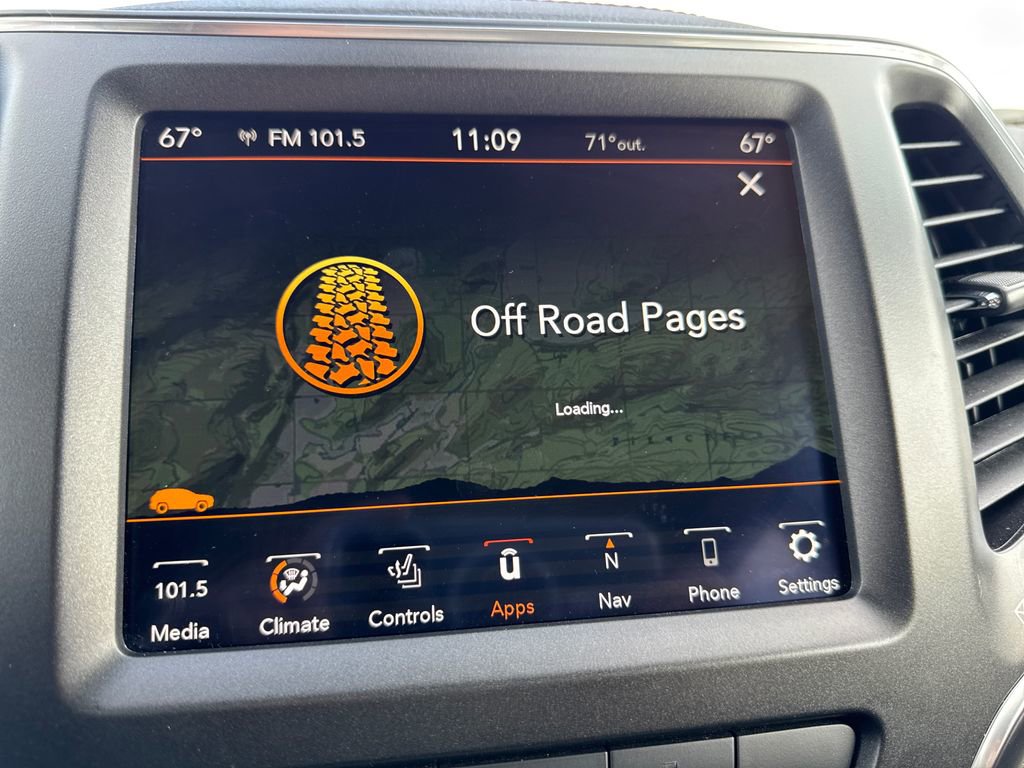 67° FM 101.5 11:09 71°out. 67°
Off Road Pages
Loading...
101.5 N
Media Climate Controls Apps Nav Phone Settings